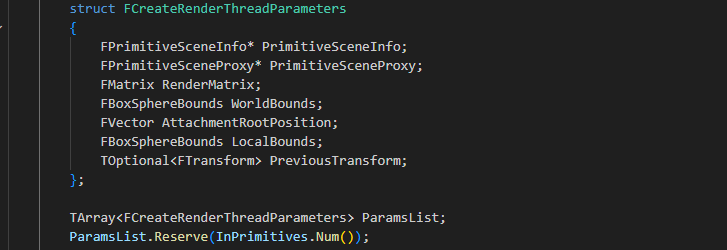 struct FCreateRenderThreadParameters
{
FPrimitiveSceneInfo* PrimitiveSceneInfo;
FPrimitiveSceneProxy* PrimitiveSceneProxy;
FMatrix RenderMatrix;
FBoxSphereBounds WorldBounds;
FVector AttachmentRootPosition;
FBoxSphereBounds LocalBounds;
TOptional<FTransform> PreviousTransform;
};
TArray<FCreateRenderThreadParameters> ParamsList;
ParamsList.Reserve(InPrimitives.Num());